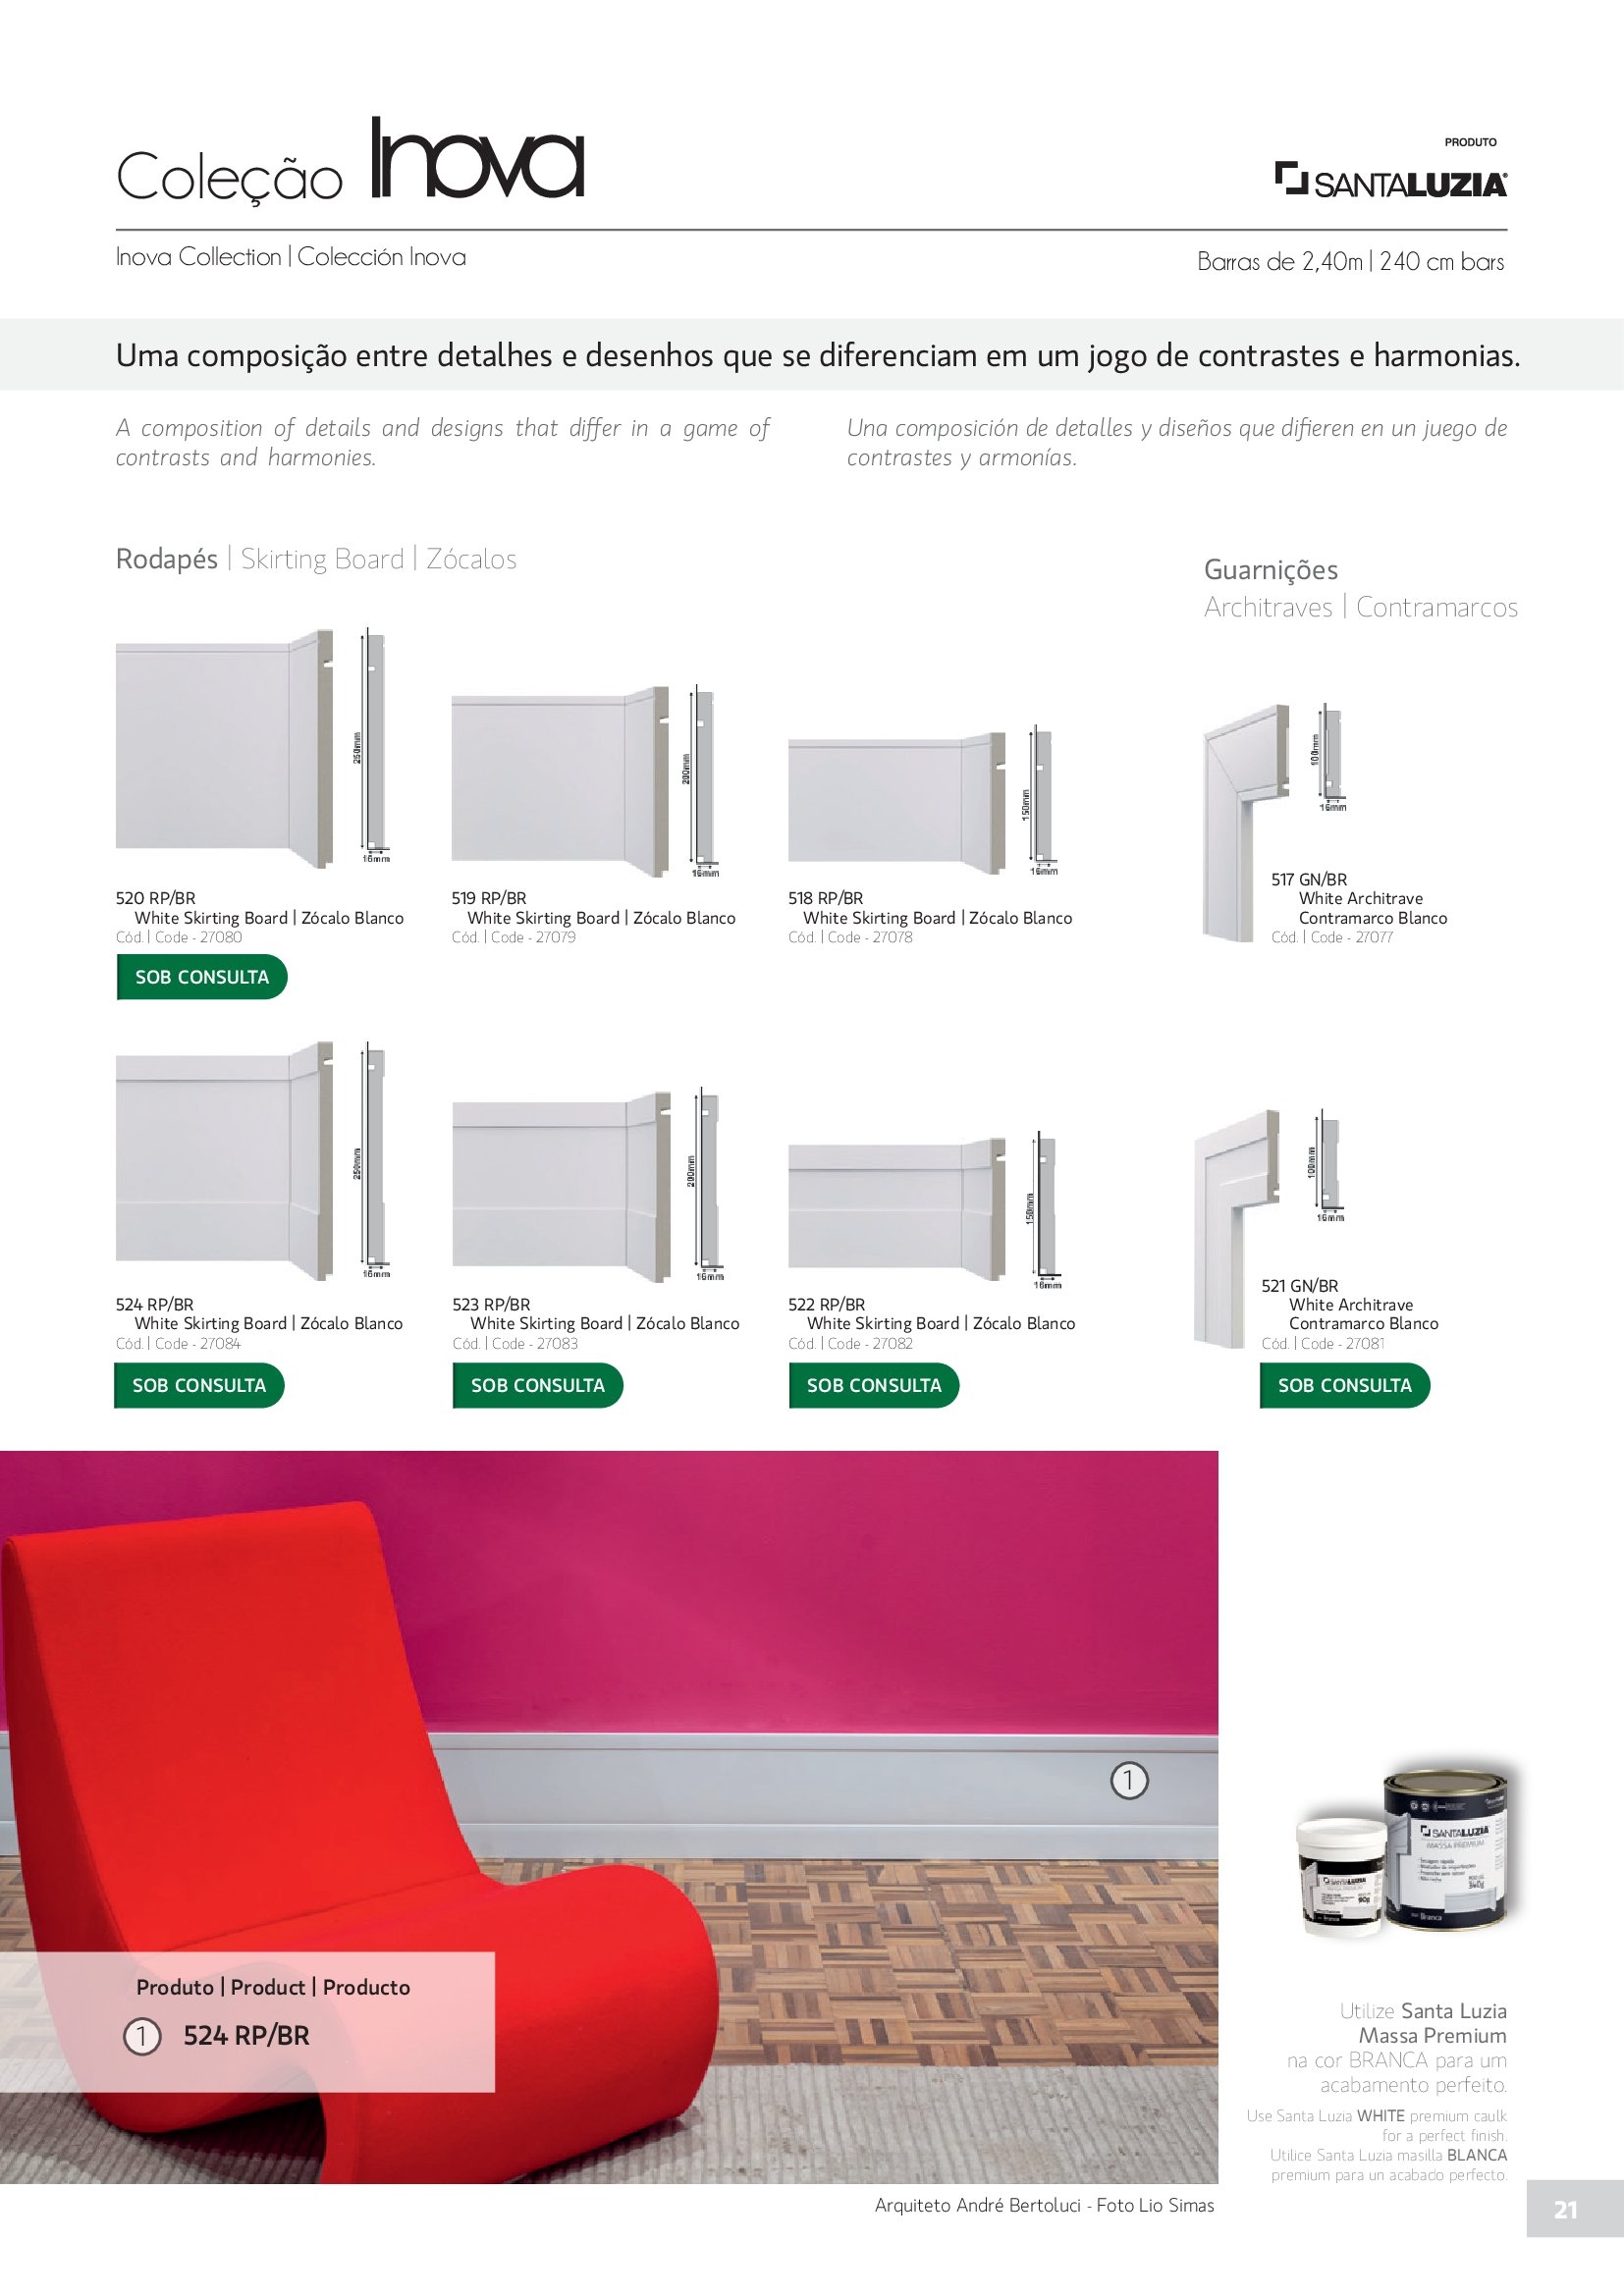 Coleção Inova
PRODUTO
SANTALUZIA®
Inova Collection | Colección Inova
Barras de 2,40m | 240 cm bars
Uma composição entre detalhes e desenhos que se diferenciam em um jogo de contrastes e harmonias.
A composition of details and designs that differ in a game of
contrasts and harmonies.
Una composición de detalles y diseños que difieren en un juego de
contrastes y armonías.
Rodapés | Skirting Board | Zócalos
Guarnições
Architraves | Contramarcos
250mm
16mm
200mm
16mm
150mm
16mm
100mm
16mm
520 RP/BR
White Skirting Board | Zócalo Blanco
Cód. | Code - 27080
SOB CONSULTA
519 RP/BR
White Skirting Board | Zócalo Blanco
Cód. | Code - 27079
518 RP/BR
White Skirting Board | Zócalo Blanco
Cód. | Code - 27078
517 GN/BR
White Architrave
Contramarco Blanco
Cód. | Code - 27077
250mm
16mm
200mm
16mm
150mm
16mm
100mm
16mm
524 RP/BR
White Skirting Board | Zócalo Blanco
Cód. | Code - 27084
SOB CONSULTA
523 RP/BR
White Skirting Board | Zócalo Blanco
Cód. | Code - 27083
SOB CONSULTA
522 RP/BR
White Skirting Board | Zócalo Blanco
Cód. | Code - 27082
SOB CONSULTA
521 GN/BR
White Architrave
Contramarco Blanco
Cód. | Code - 27081
SOB CONSULTA
1
Produto | Product | Producto
1 524 RP/BR
SANTALUZIA
MASSA PREMIUM
340g
Branca
SANTALUZIA
90g
Branca
Utilize Santa Luzia
Massa Premium
na cor BRANCA para um
acabamento perfeito.
Use Santa Luzia WHITE premium caulk
for a perfect finish.
Utilice Santa Luzia masilla BLANCA
premium para un acabado perfecto.
Arquiteto André Bertoluci - Foto Lio Simas
21